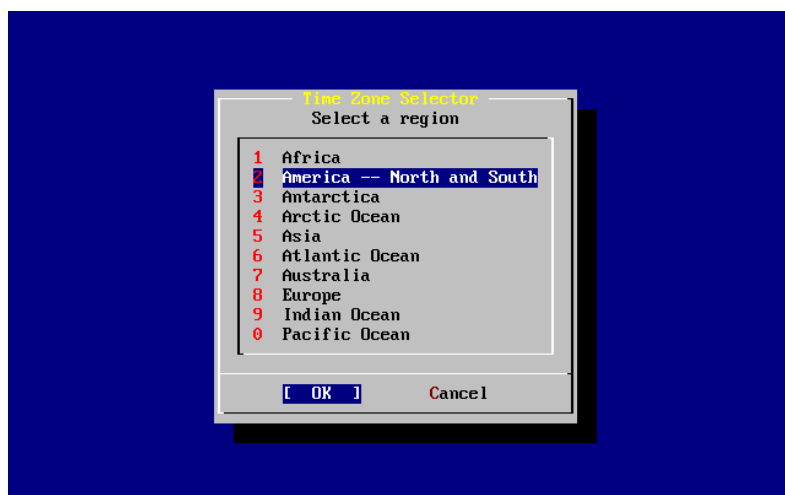 Time Zone Selector
Select a region
1 Africa
2 America -- North and South
3 Antarctica
4 Arctic Ocean
5 Asia
6 Atlantic Ocean
7 Australia
8 Europe
9 Indian Ocean
0 Pacific Ocean
[ OK ] Cancel